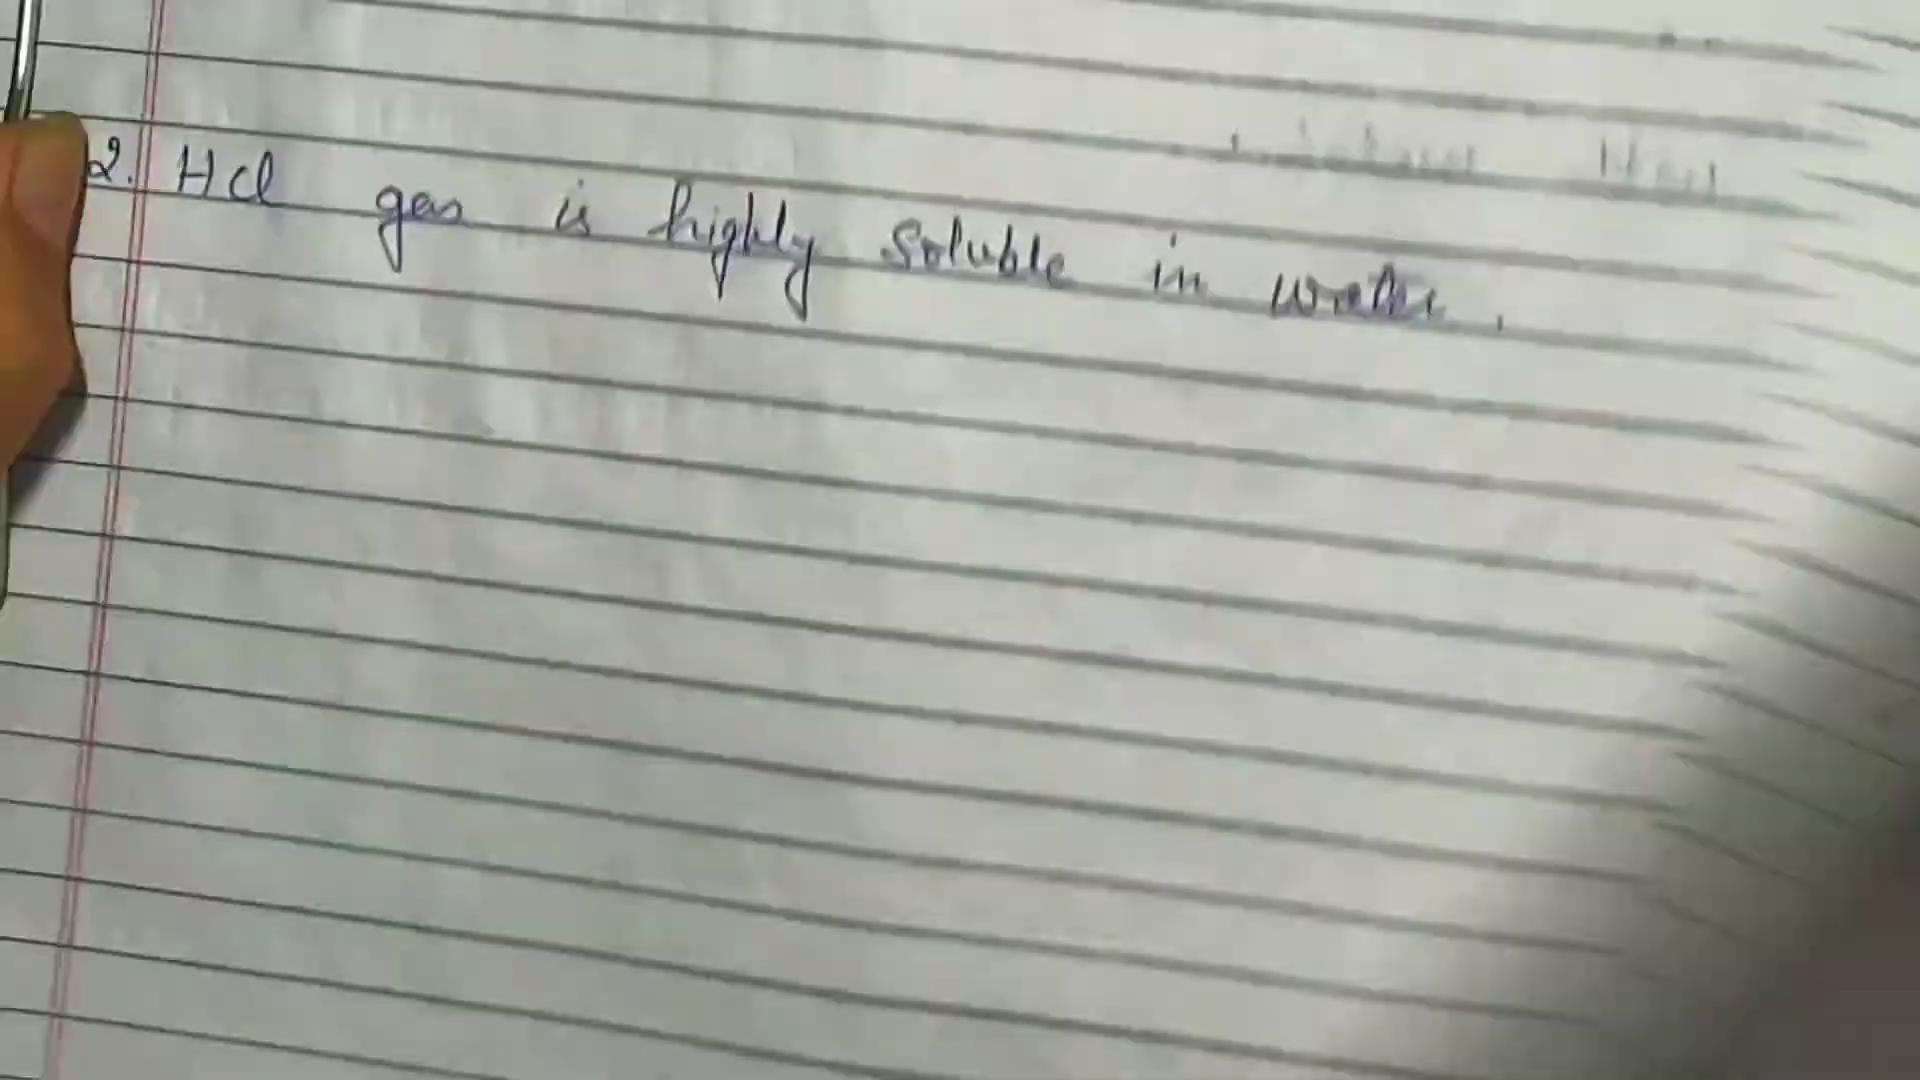 2. HCl gas is highly soluble in water.